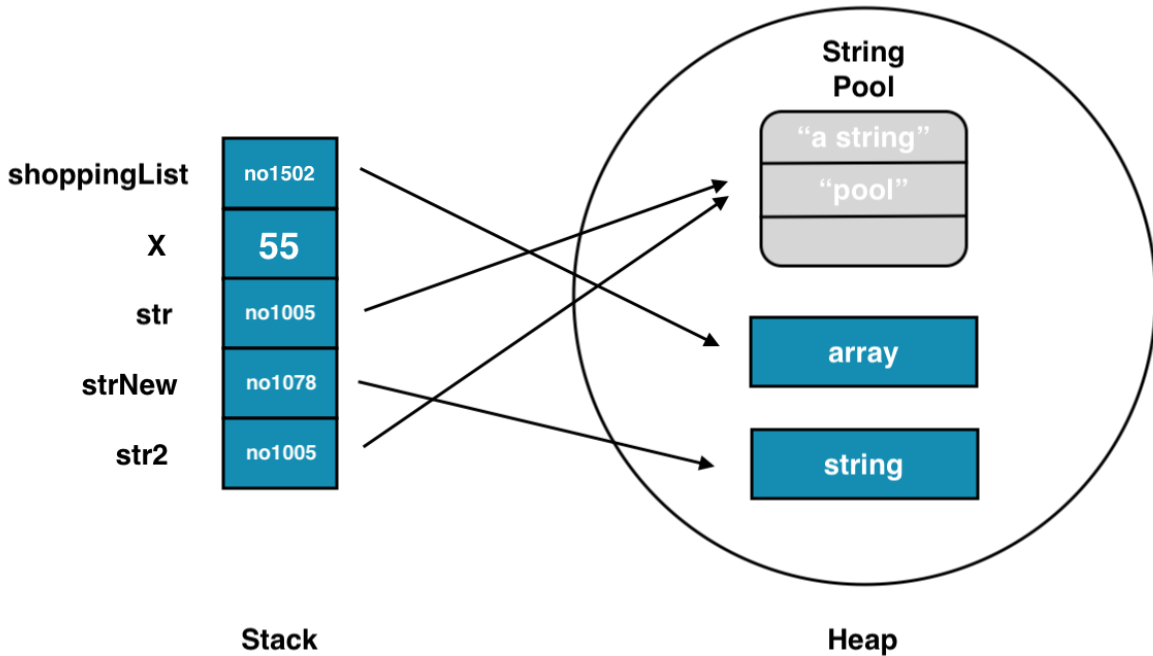 String
Pool
“a string”
“pool”
shoppingList no1502
X 55
str no1005
array
strNew no1078
str2 no1005
string
Stack Heap